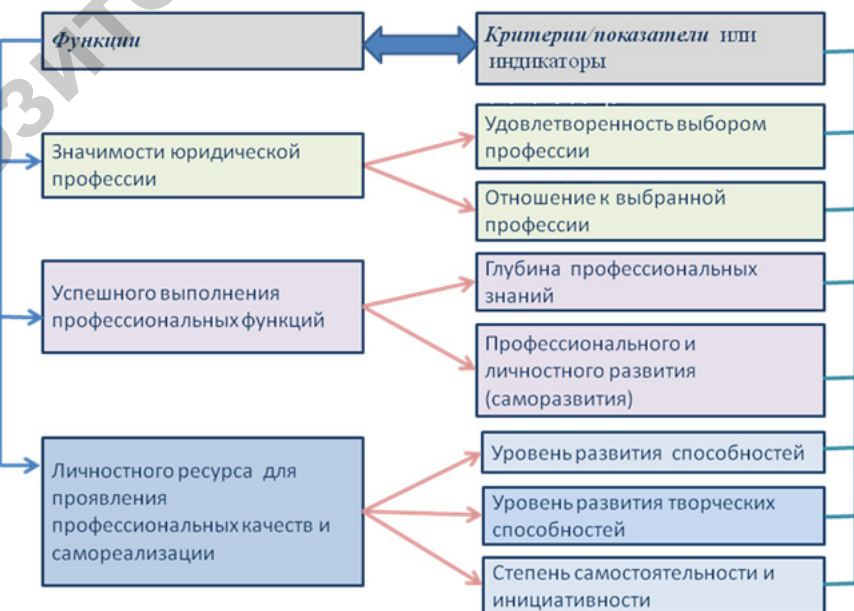 Функции
Критерии/показатели или
индикаторы
Значимости юридической
профессии
Удовлетворенность выбором
профессии
Отношение к выбранной
профессии
Успешного выполнения
профессиональных функций
Глубина профессиональных
знаний
Профессионального и
личностного развития
(саморазвития)
Личностного ресурса для
проявления
профессиональных качеств и
самореализации
Уровень развития способностей
Уровень развития творческих
способностей
Степень самостоятельности и
инициативности